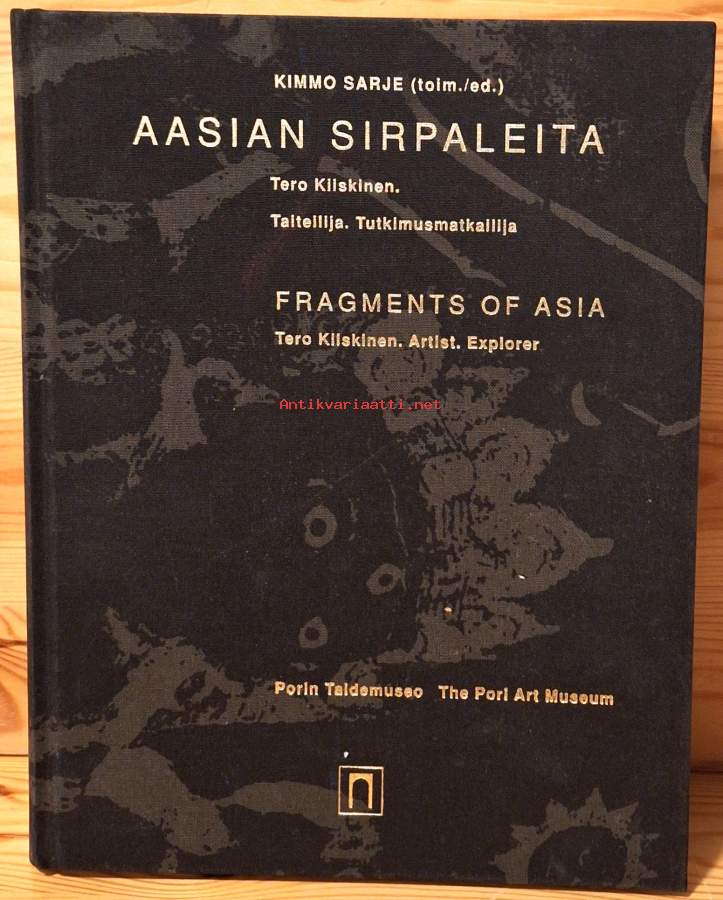 KIMMO SARJE (toim./ed.)
AASIAN SIRPALEITA
Tero Kiiskinen.
Taiteilija. Tutkimusmatkailija
FRAGMENTS OF ASIA
Tero Kiiskinen. Artist. Explorer
Antikvariaatti.net
Porin Taidemuseo The Pori Art Museum